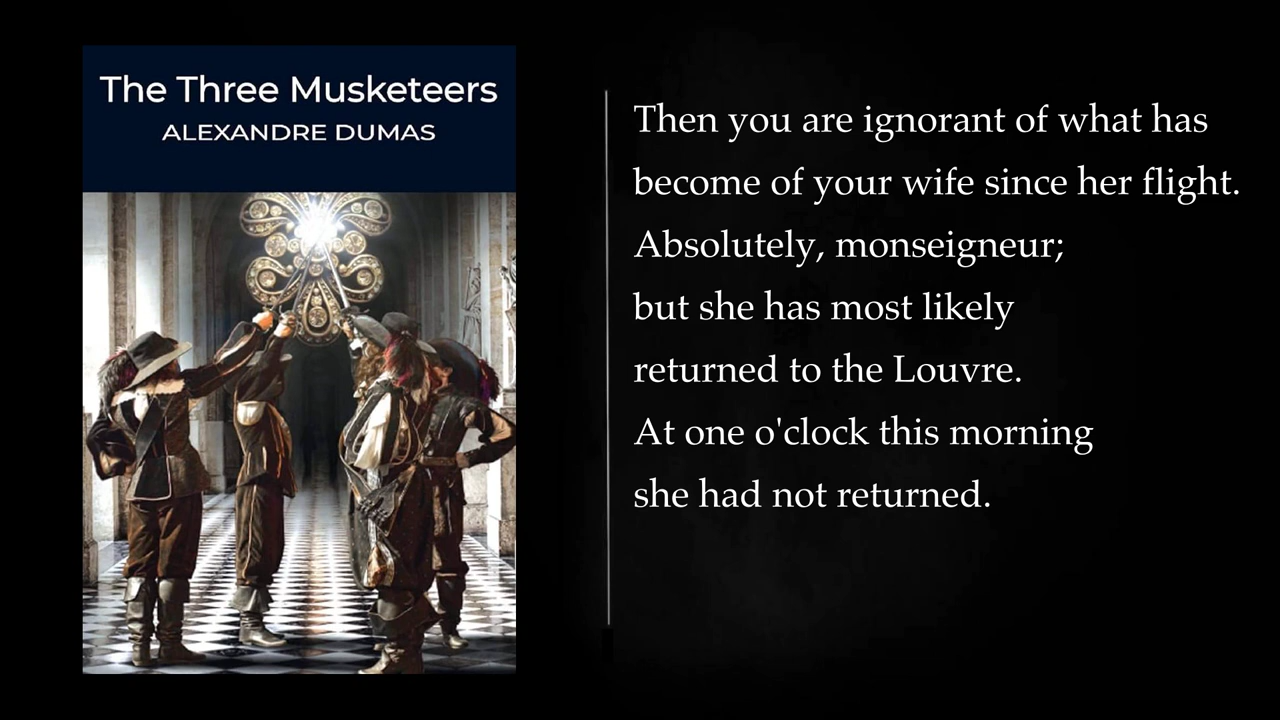 The Three Musketeers
ALEXANDRE DUMAS
Then you are ignorant of what has
become of your wife since her flight.
Absolutely, monseigneur;
but she has most likely
returned to the Louvre.
At one o'clock this morning
she had not returned.